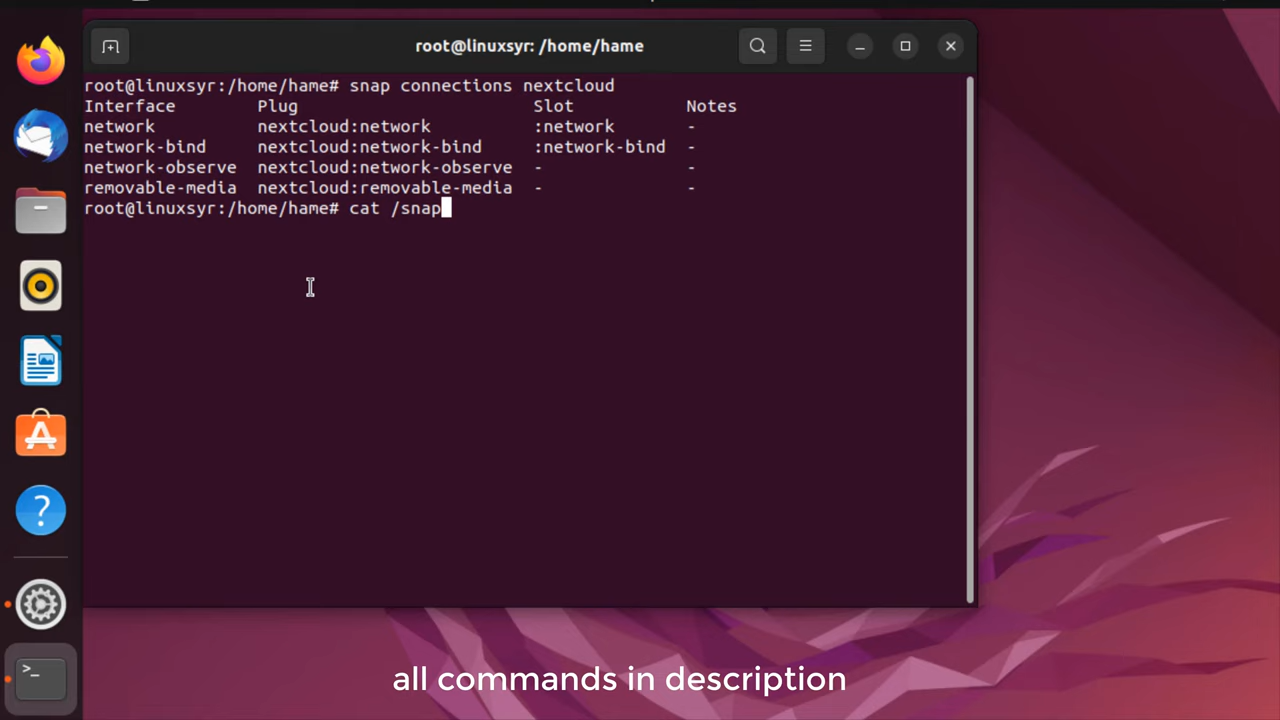 root@linuxsyr: /home/hame
root@linuxsyr:/home/hame# snap connections nextcloud
Interface Plug Slot Notes
network nextcloud:network :network -
network-bind nextcloud:network-bind :network-bind -
network-observe nextcloud:network-observe - -
removable-media nextcloud:removable-media - -
root@linuxsyr:/home/hame# cat /snap
>_
?
all commands in description